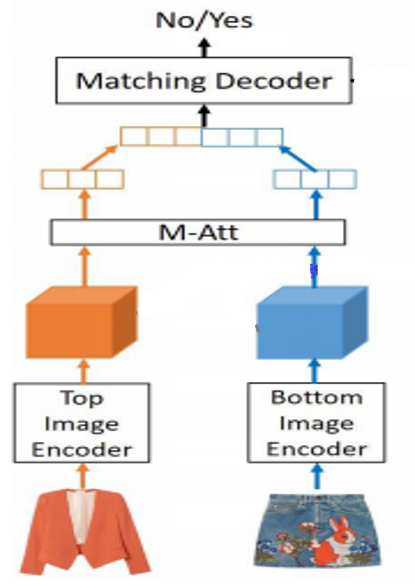 No/Yes
Matching Decoder
M-Att
Top
Image
Encoder
Bottom
Image
Encoder